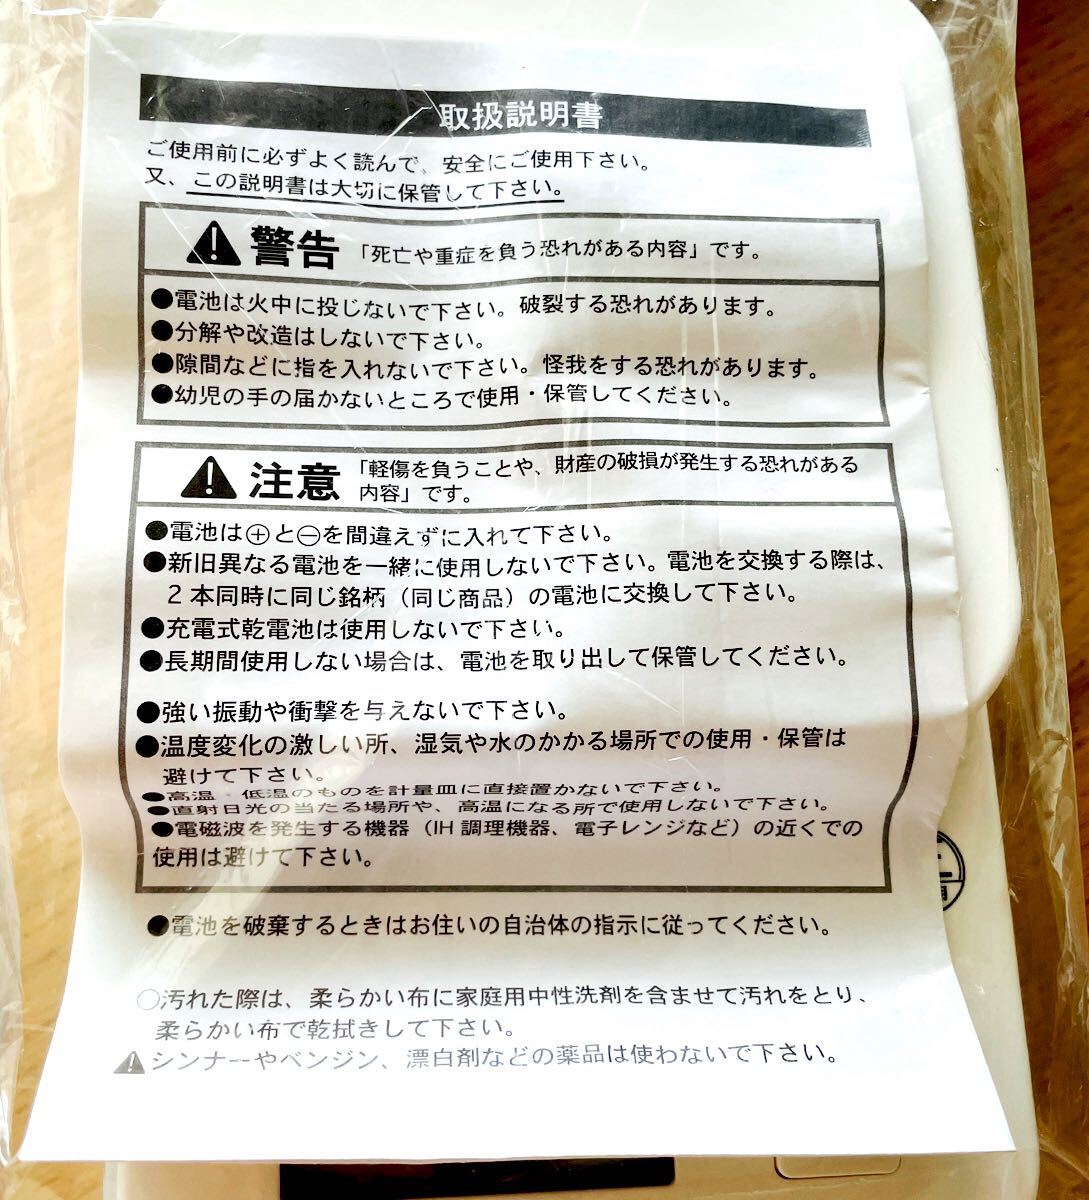 取扱説明書
ご使用前に必ずよく読んで、安全にご使用下さい。
又、この説明書は大切に保管して下さい。
警告 「死亡や重症を負う恐れがある内容」です。
●電池は火中に投じないで下さい。破裂する恐れがあります。
●分解や改造はしないで下さい。
●隙間などに指を入れないで下さい。怪我をする恐れがあります。
●幼児の手の届かないところで使用・保管してください。
注意 「軽傷を負うことや、財産の破損が発生する恐れがある
内容」です。
●電池は⊕と⊖を間違えずに入れて下さい。
●新旧異なる電池を一緒に使用しないで下さい。電池を交換する際は、
2本同時に同じ銘柄（同じ商品）の電池に交換して下さい。
●充電式乾電池は使用しないで下さい。
●長期間使用しない場合は、電池を取り出して保管してください。
●強い振動や衝撃を与えないで下さい。
●温度変化の激しい所、湿気や水のかかる場所での使用・保管は
避けて下さい。
●高温・低温のものを計量皿に直接置かないで下さい。
●直射日光の当たる場所や、高温になる所で使用しないで下さい。
●電磁波を発生する機器（IH調理機器、電子レンジなど）の近くでの
使用は避けて下さい。
●電池を破棄するときはお住いの自治体の指示に従ってください。
○汚れた際は、柔らかい布に家庭用中性洗剤を含ませて汚れをとり、
柔らかい布で乾拭きして下さい。
シンナーやベンジン、漂白剤などの薬品は使わないで下さい。